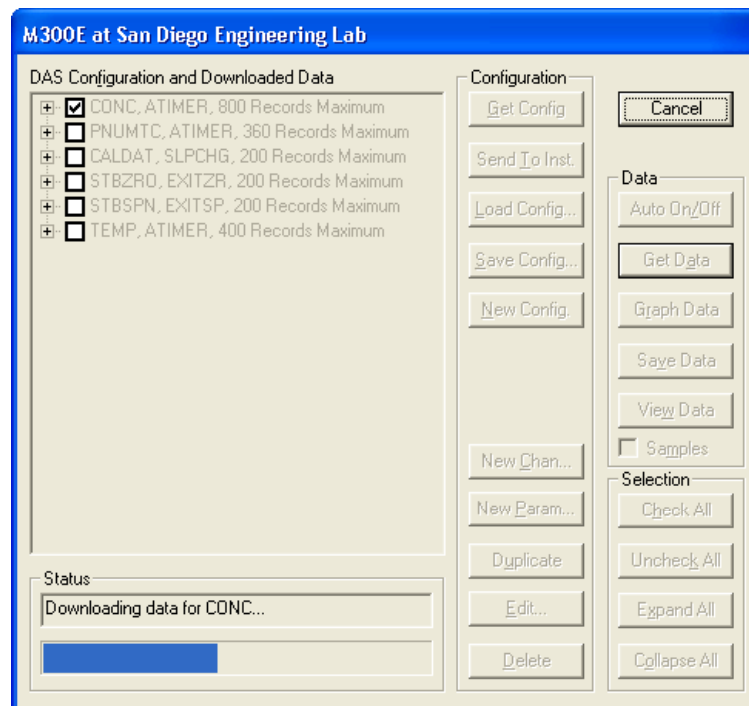 M300E at San Diego Engineering Lab
DAS Configuration and Downloaded Data
CONC, ATIMER, 800 Records Maximum
PNUMTC, ATIMER, 360 Records Maximum
CALDAT, SLPCHG, 200 Records Maximum
STBZRO, EXITZR, 200 Records Maximum
STBSPN, EXITSP, 200 Records Maximum
TEMP, ATIMER, 400 Records Maximum
Status
Downloading data for CONC...
Configuration
Get Config
Send To Inst.
Load Config...
Save Config...
New Config.
New Chan...
New Param...
Duplicate
Edit...
Delete
Cancel
Data
Auto On/Off
Get Data
Graph Data
Save Data
View Data
Samples
Selection
Check All
Uncheck All
Expand All
Collapse All